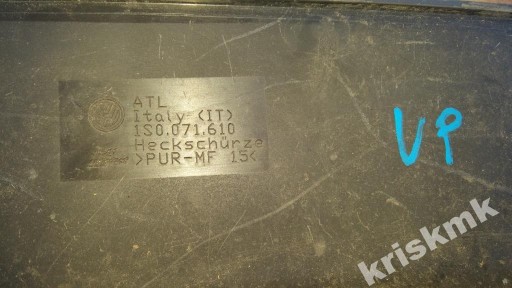 ATL
Italy (IT)
1S0.071.610
Heckschürze
>PUR-MF 15<
UP
kriskmk